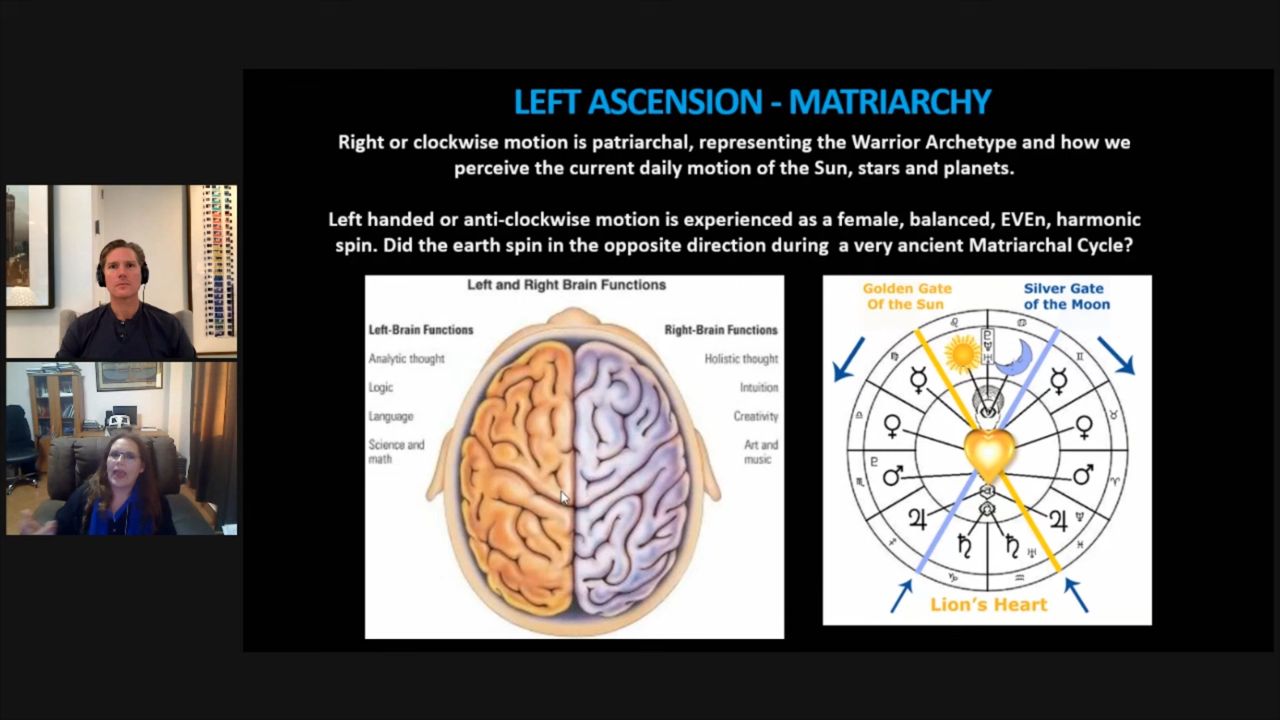 LEFT ASCENSION - MATRIARCHY
Right or clockwise motion is patriarchal, representing the Warrior Archetype and how we
perceive the current daily motion of the Sun, stars and planets.
Left handed or anti-clockwise motion is experienced as a female, balanced, EVEn, harmonic
spin. Did the earth spin in the opposite direction during a very ancient Matriarchal Cycle?
Left and Right Brain Functions
Left-Brain Functions
Analytic thought
Logic
Language
Science and
math
Right-Brain Functions
Holistic thought
Intuition
Creativity
Art and
music
Golden Gate
Of the Sun
Silver Gate
of the Moon
Lion's Heart